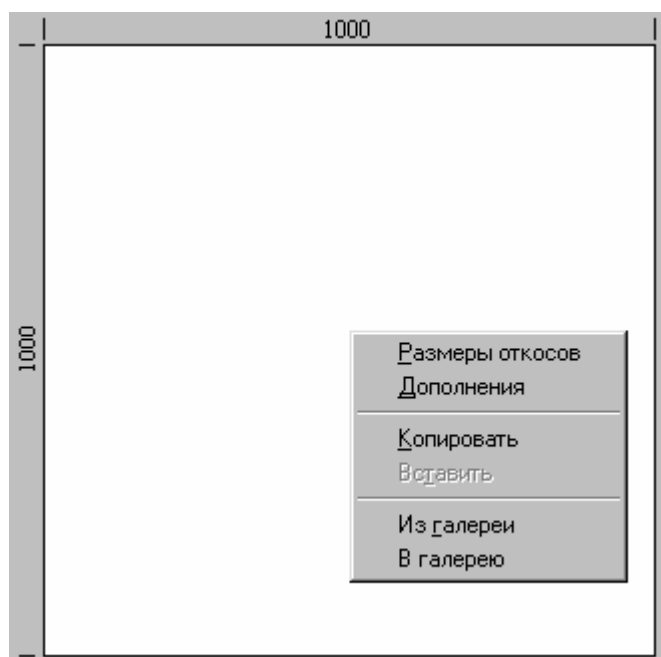 1000
1000
Размеры откосов
Дополнения
Копировать
Вставить
Из галереи
В галерею